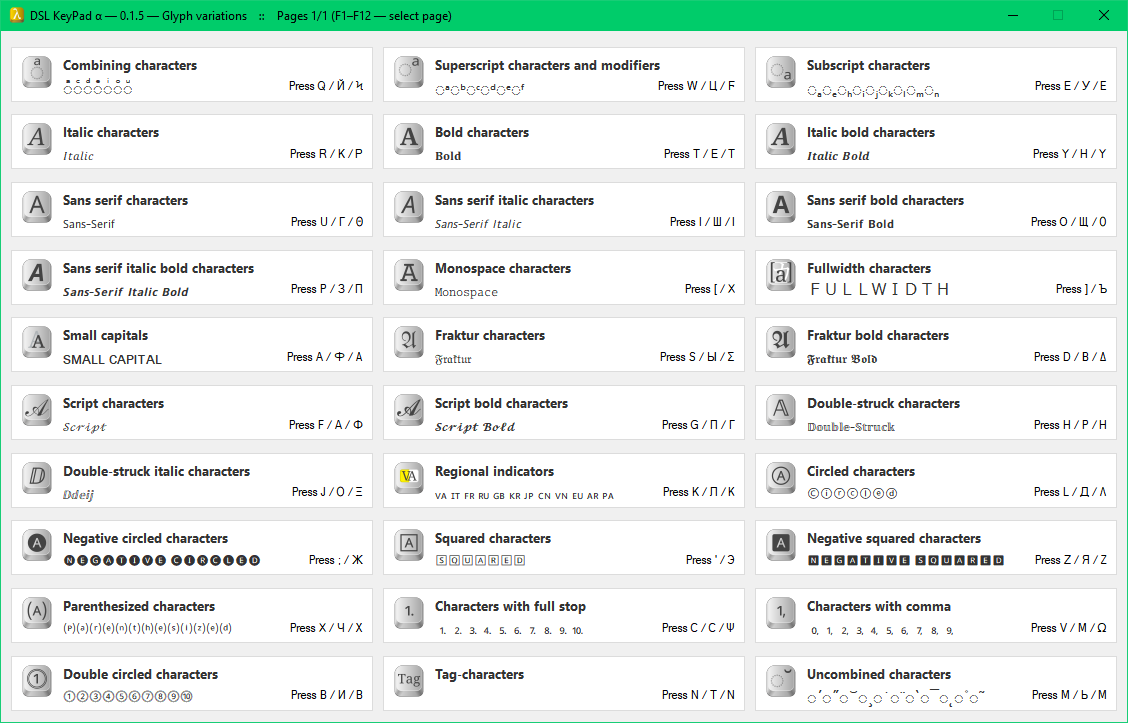 DSL KeyPad α — 0.1.5 — Glyph variations :: Pages 1/1 (F1–F12 — select page)
Combining characters
Press Q / Й / Ϟ
Superscript characters and modifiers
◌ᵃ◌ᵇ◌ᶜ◌ᵈ◌ᵉ◌ᶠ
Press W / Ц / Ϝ
Subscript characters
◌ₐ◌ₑ◌ₕ◌ᵢ◌ⱼ◌ₖ◌ₗ◌ₘ◌ₙ
Press E / У / Ε
Italic characters
𝐼𝑡𝑎𝑙𝑖𝑐
Press R / К / Ρ
Bold characters
𝐁𝐨𝐥𝐝
Press T / Е / Τ
Italic bold characters
𝑰𝒕𝒂𝒍𝒊𝒄 𝑩𝒐𝒍𝒅
Press Y / Н / Υ
Sans serif characters
𝖲𝖺𝗇𝗌-𝖲𝖾𝗋𝗂𝖿
Press U / Г / Θ
Sans serif italic characters
𝘚𝘢𝘯𝘴-𝘚𝘦𝘳𝘪𝘧 𝘐𝘵𝘢𝘭𝘪𝘤
Press I / Ш / Ι
Sans serif bold characters
𝗦𝗮𝗻𝘀-𝗦𝗲𝗿𝗶𝗳 𝗕𝗼𝗹𝗱
Press O / Щ / Ο
Sans serif italic bold characters
𝙎𝙖𝙣𝙨-𝙎𝙚𝙧𝙞𝙛 𝙄𝙩𝙖𝙡𝙞𝙘 𝘽𝙤𝙡𝙙
Press P / З / Π
Monospace characters
𝙼𝚘𝚗𝚘𝚜𝚙𝚊𝚌𝚎
Press [ / Х
Fullwidth characters
ＦＵＬＬＷＩＤＴＨ
Press ] / Ъ
Small capitals
SMALL CAPITAL
Press A / Ф / Α
Fraktur characters
𝔉𝔯𝔞𝔨𝔱𝔲𝔯
Press S / Ы / Σ
Fraktur bold characters
𝕱𝖗𝖆𝖐𝖙𝖚𝖗 𝕭𝖔𝖑𝖉
Press D / В / Δ
Script characters
𝒮𝒸𝓇𝒾𝓅𝓉
Press F / А / Φ
Script bold characters
𝓢𝓬𝓻𝓲𝓹𝓽 𝓑𝓸𝓵𝓭
Press G / П / Γ
Double-struck characters
𝔻𝕠𝕦𝕓𝕝𝕖-𝕊𝕥𝕣𝕦𝕔𝕜
Press H / Р / Η
Double-struck italic characters
ⅅⅆⅇⅈⅉ
Press J / О / Ξ
Regional indicators
VA IT FR RU GB KR JP CN VN EU AR PA
Press K / Л / Κ
Circled characters
Ⓒⓘⓡⓒⓛⓔⓓ
Press L / Д / Λ
Negative circled characters
🅝🅔🅖🅐🅣🅘🅥🅔 🅒🅘🅡🅒🅛🅔🅓
Press ; / Ж
Squared characters
🅂🅀🅄🄰🅁🄴🄳
Press ' / Э
Negative squared characters
🅽🅴🅶🅰🆃🅸🆅🅴 🆂🆀🆄🅰🆁🅴🅳
Press Z / Я / Ζ
Parenthesized characters
🄟⒜⒭⒠⒩⒯⒣⒠⒮⒤⒵⒠⒟
Press X / Ч / Χ
Characters with full stop
⒈ ⒉ ⒊ ⒋ ⒌ ⒍ ⒎ ⒏ ⒐ ⒑
Press C / С / Ψ
Characters with comma
🄁 🄂 🄃 🄄 🄅 🄆 🄇 🄈 🄉 🄊
Press V / М / Ω
Double circled characters
⓵⓶⓷⓸⓹⓺⓻⓼⓽⓾
Press B / И / Β
Tag-characters
Press N / Т / Ν
Uncombined characters
Press M / Ь / Μ